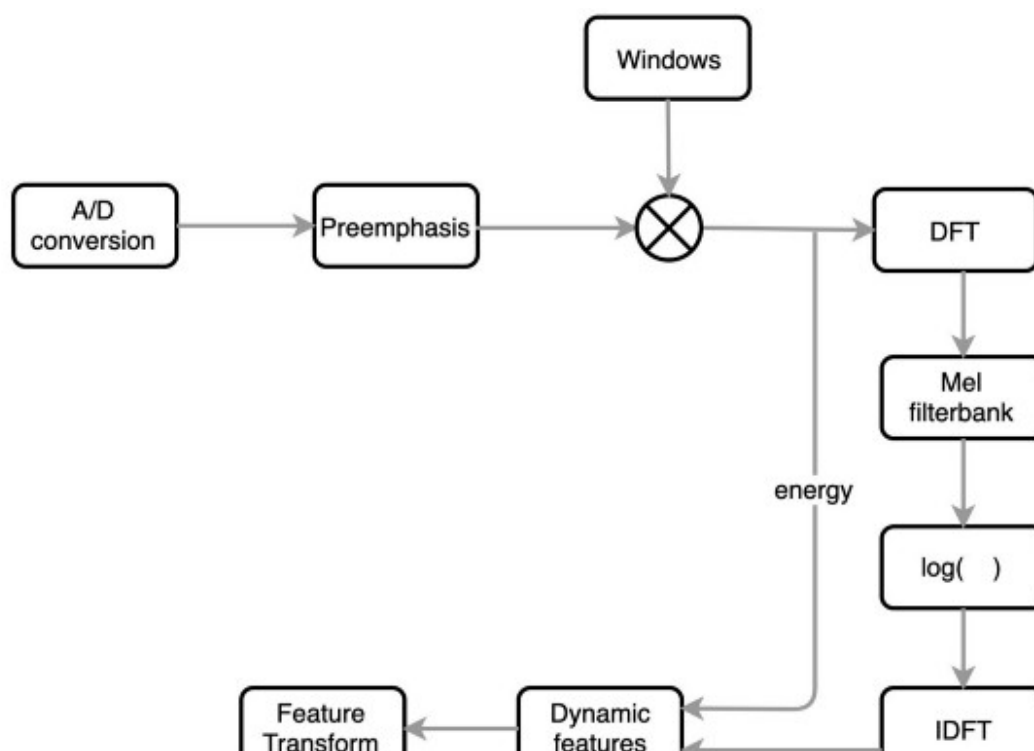 Windows
A/D
conversion
Preemphasis
DFT
Mel
filterbank
energy
log( )
Feature
Transform
Dynamic
features
IDFT